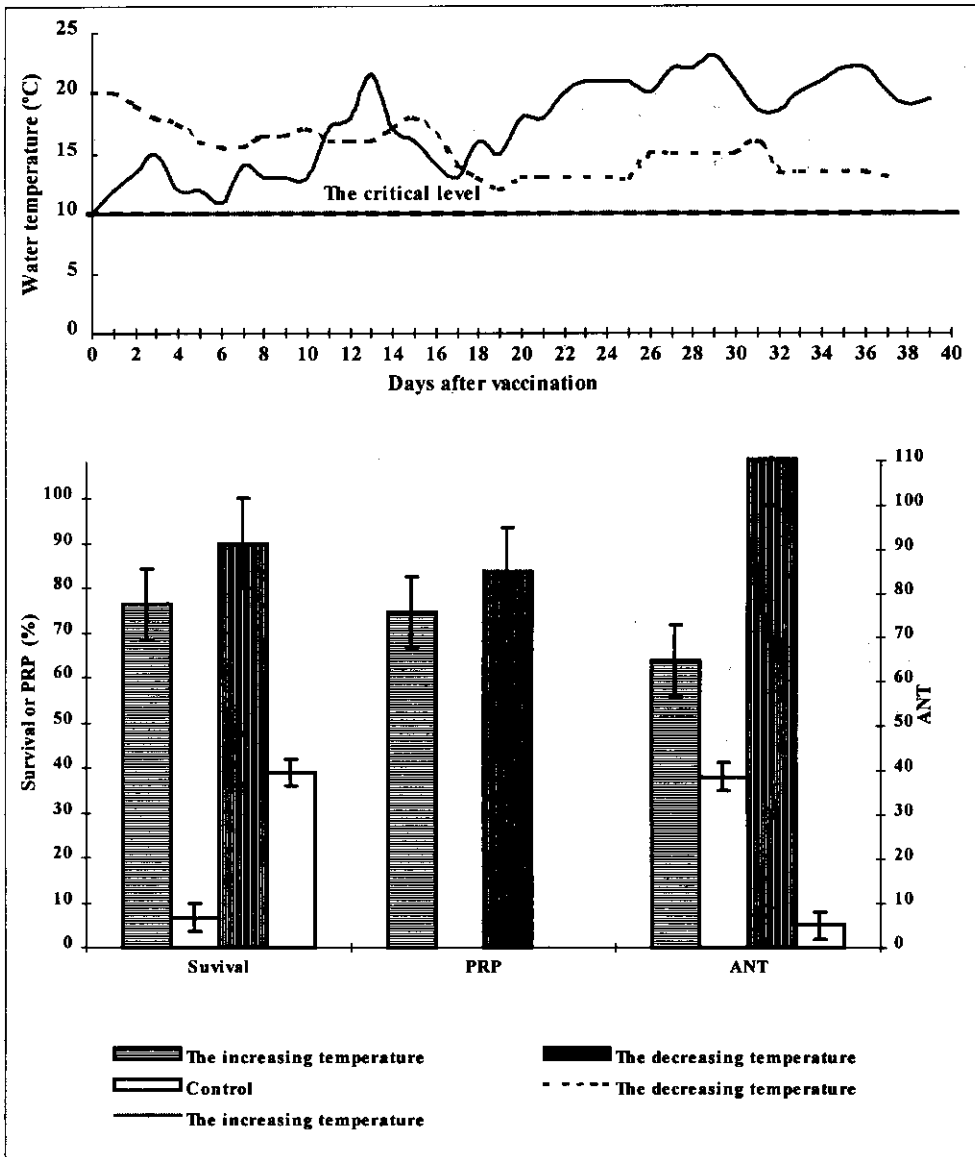 25
20
15
10
5
0
Water temperature (°C)
The critical level
0 2 4 6 8 10 12 14 16 18 20 22 24 26 28 30 32 34 36 38 40
Days after vaccination
100
90
80
70
60
50
40
30
20
10
0
Survival or PRP (%)
110
100
90
80
70
60
50
40
30
20
10
0
ANT
Suvival PRP ANT
The increasing temperature The decreasing temperature
Control The decreasing temperature
The increasing temperature